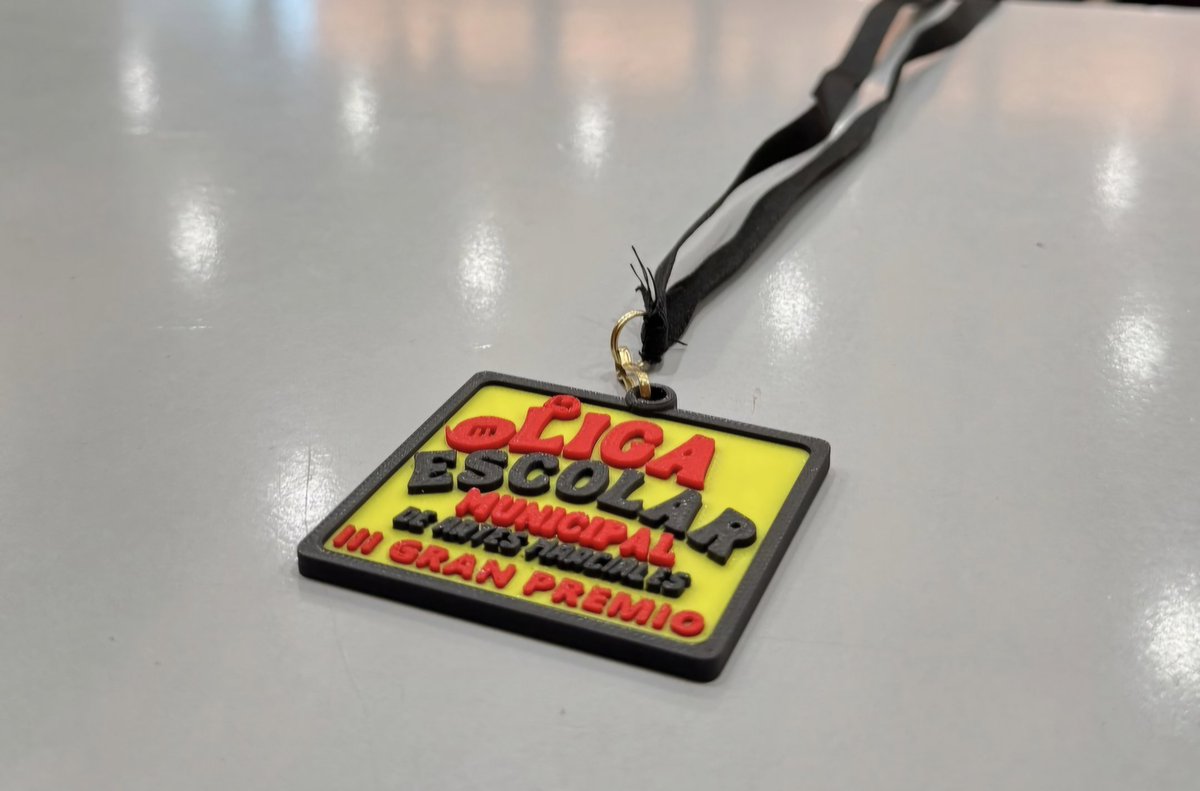 LIGA
ESCOLAR
MUNICIPAL
DE ARTES MARCIALES
III GRAN PREMIO